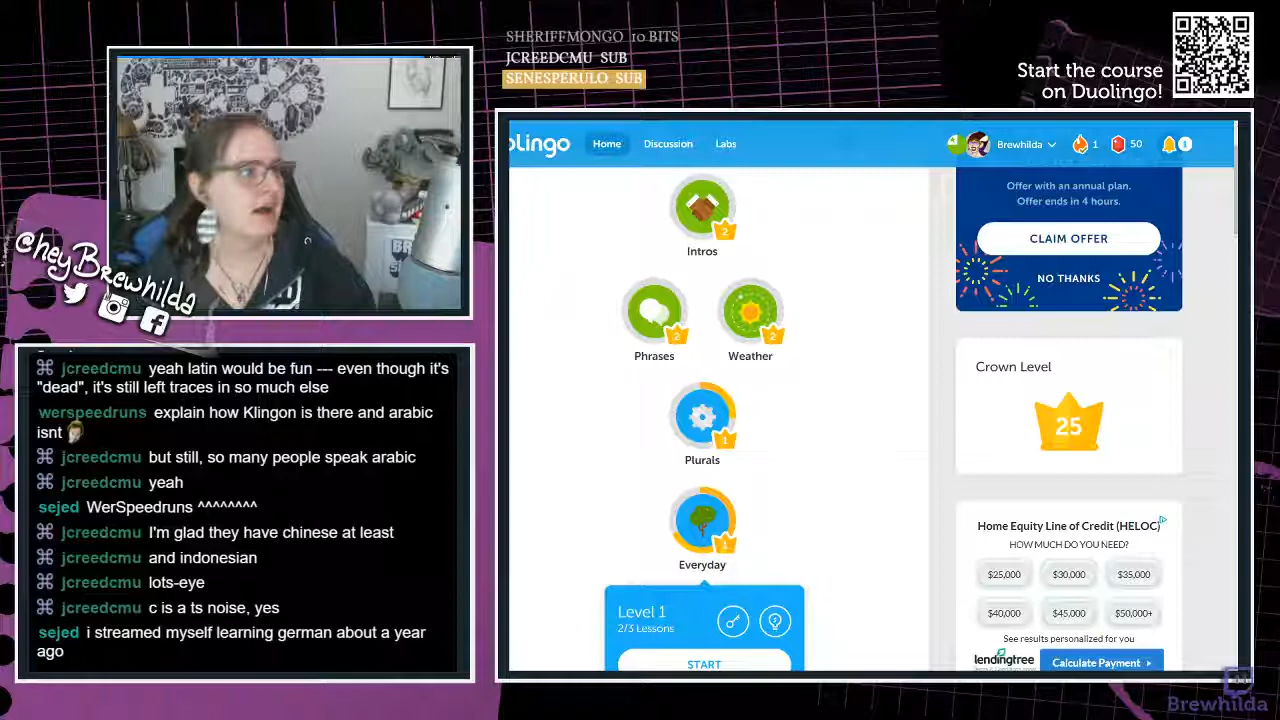 SHERIFFMONGO 10 BITS
JCREEDCMU SUB
SENESPERULO SUB
Start the course
on Duolingo!
CheyBrewhilda
jcreedcmu yeah latin would be fun --- even though it's
"dead", it's still left traces in so much else
werspeedruns explain how Klingon is there and arabic
isnt
jcreedcmu but still, so many people speak arabic
jcreedcmu yeah
sejed WerSpeedruns ^^^^^^^^
jcreedcmu I'm glad they have chinese at least
jcreedcmu and indonesian
jcreedcmu lots-eye
jcreedcmu c is a ts noise, yes
sejed i streamed myself learning german about a year
ago
olingo Home Discussion Labs Brewhilda 1 50 1
2
Intros
2 2
Phrases Weather
1
Plurals
1
Everyday
Level 1
2/3 Lessons
START
Offer with an annual plan.
Offer ends in 4 hours.
CLAIM OFFER
NO THANKS
Crown Level
25
Home Equity Line of Credit (HELOC)
HOW MUCH DO YOU NEED?
$25,000 $30,000 $35,000
$40,000 $45,000 $50,000+
See results personalized for you
lendingtree Calculate Payment
Brewhilda